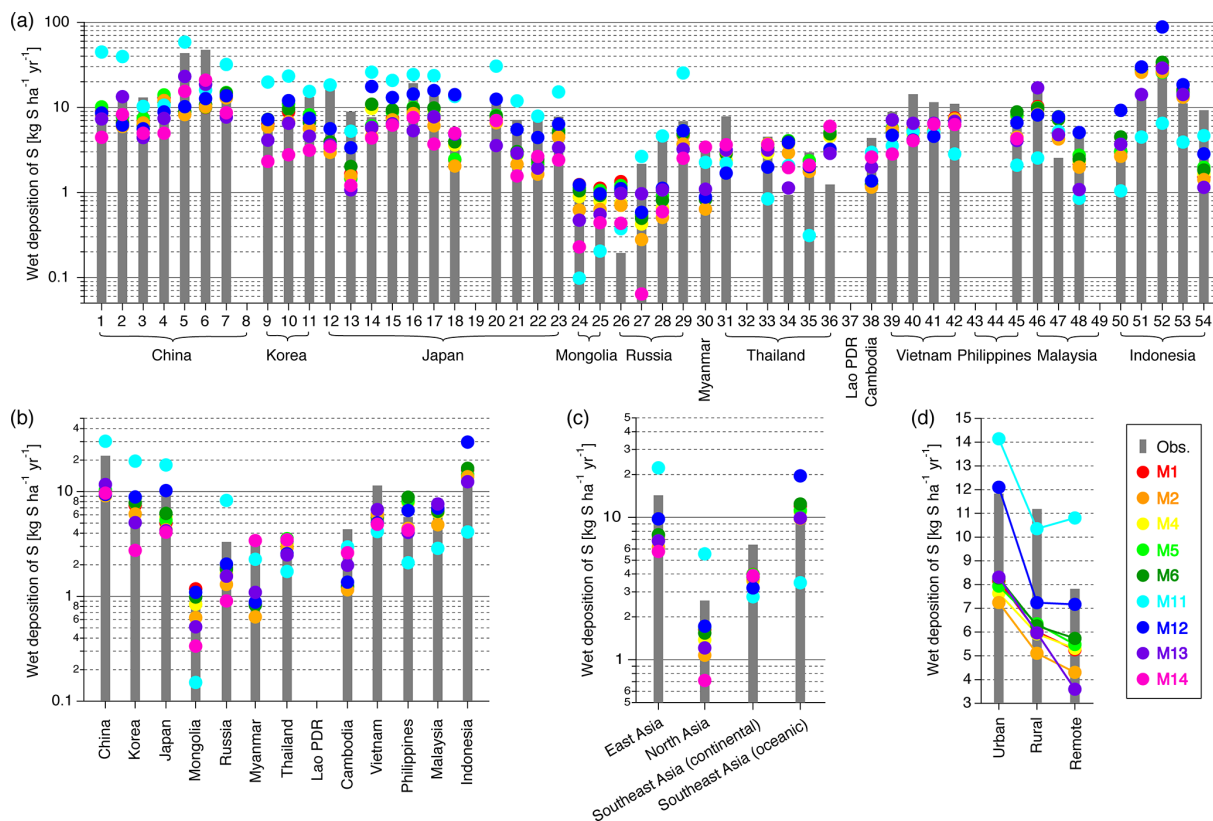 (a)
Wet deposition of S [kg S ha⁻¹ yr⁻¹]
100
10
1
0.1
1 2 3 4 5 6 7 8 9 10 11 12 13 14 15 16 17 18 19 20 21 22 23 24 25 26 27 28 29 30 31 32 33 34 35 36 37 38 39 40 41 42 43 44 45 46 47 48 49 50 51 52 53 54
China Korea Japan Mongolia Russia Myanmar Thailand Lao PDR Cambodia Vietnam Philippines Malaysia Indonesia
(b)
Wet deposition of S [kg S ha⁻¹ yr⁻¹]
4
2
10
8
6
4
2
1
8
6
4
2
0.1
China Korea Japan Mongolia Russia Myanmar Thailand Lao PDR Cambodia Vietnam Philippines Malaysia Indonesia
(c)
Wet deposition of S [kg S ha⁻¹ yr⁻¹]
5
4
3
2
10
8
6
5
4
3
2
1
8
6
5
East Asia
North Asia
Southeast Asia (continental)
Southeast Asia (oceanic)
(d)
Wet deposition of S [kg S ha⁻¹ yr⁻¹]
15
14
13
12
11
10
9
8
7
6
5
4
3
Urban Rural Remote
Obs.
M1
M2
M4
M5
M6
M11
M12
M13
M14